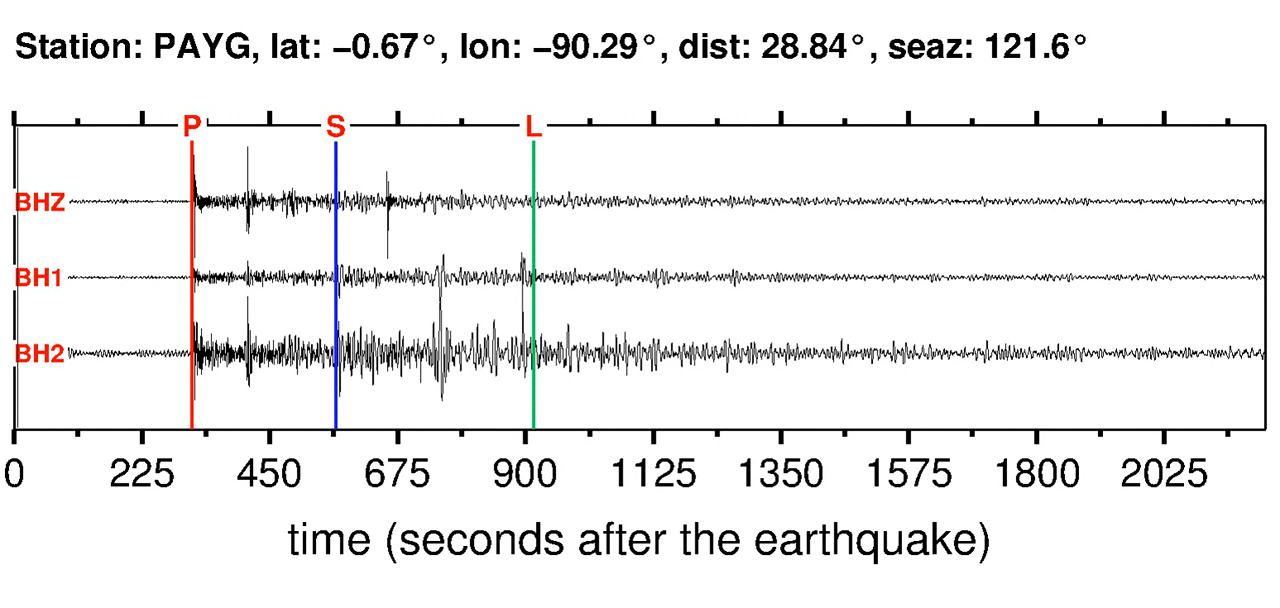 Station: PAYG, lat: −0.67°, lon: −90.29°, dist: 28.84°, seaz: 121.6°
P S L
BHZ
BH1
BH2
0 225 450 675 900 1125 1350 1575 1800 2025
time (seconds after the earthquake)